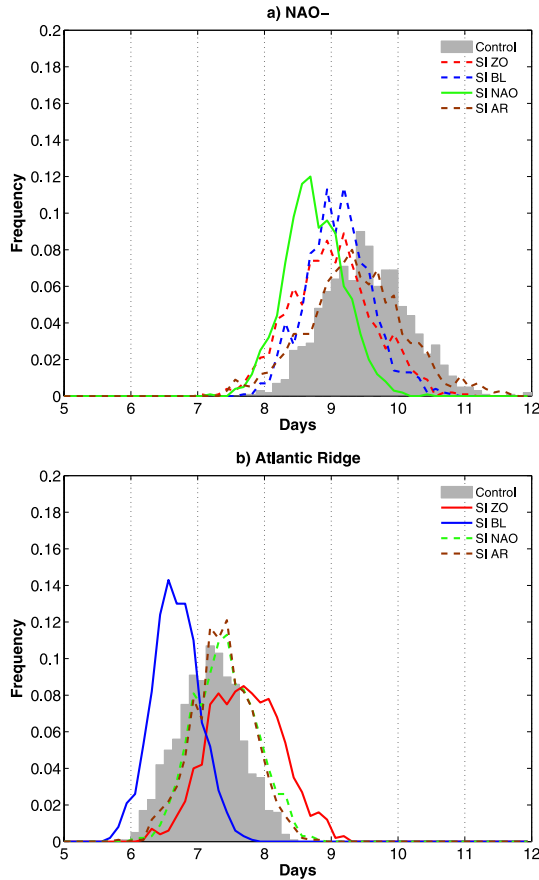 a) NAO−
0.2
0.18
0.16
0.14
0.12
0.1
0.08
0.06
0.04
0.02
0
Frequency
Control
SI ZO
SI BL
SI NAO
SI AR
5 6 7 8 9 10 11 12
Days
b) Atlantic Ridge
0.2
0.18
0.16
0.14
0.12
0.1
0.08
0.06
0.04
0.02
0
Frequency
Control
SI ZO
SI BL
SI NAO
SI AR
5 6 7 8 9 10 11 12
Days